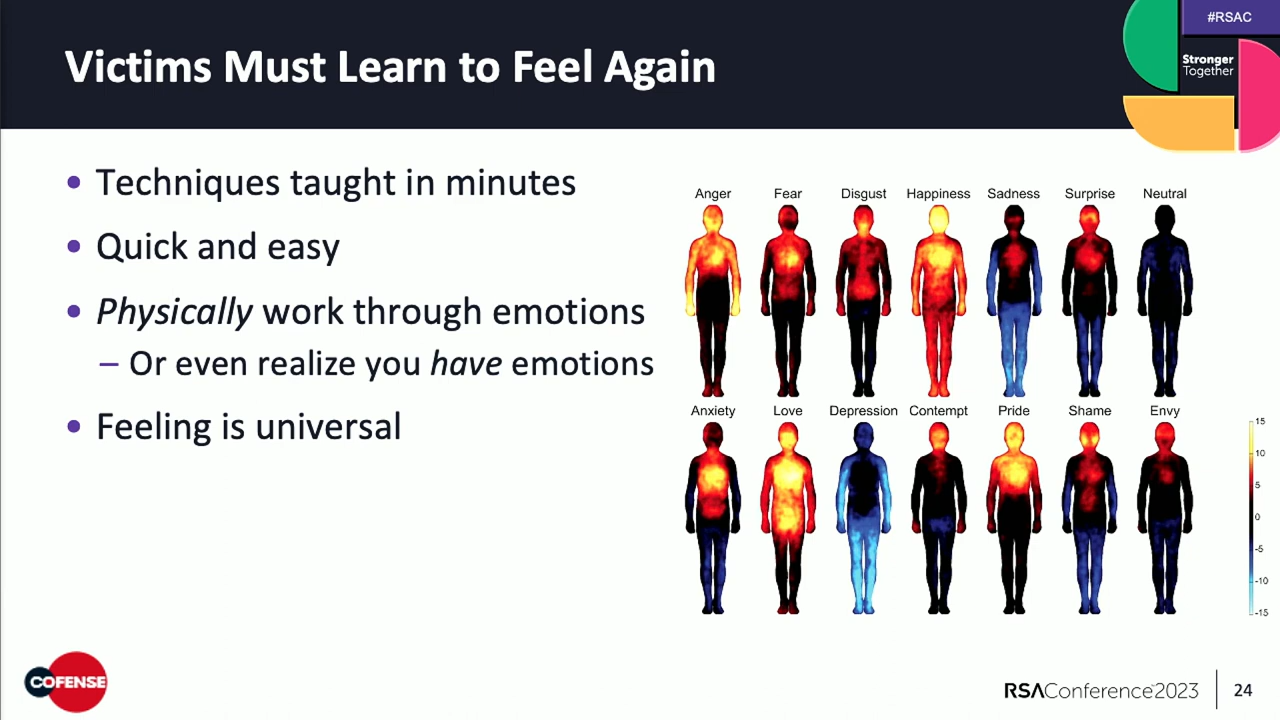 #RSAC
Victims Must Learn to Feel Again
Stronger
Together
• Techniques taught in minutes
• Quick and easy
• Physically work through emotions
– Or even realize you have emotions
• Feeling is universal
Anger Fear Disgust Happiness Sadness Surprise Neutral
Anxiety Love Depression Contempt Pride Shame Envy
15
10
5
0
-5
-10
-15
COFENSE
RSAConference™2023
24